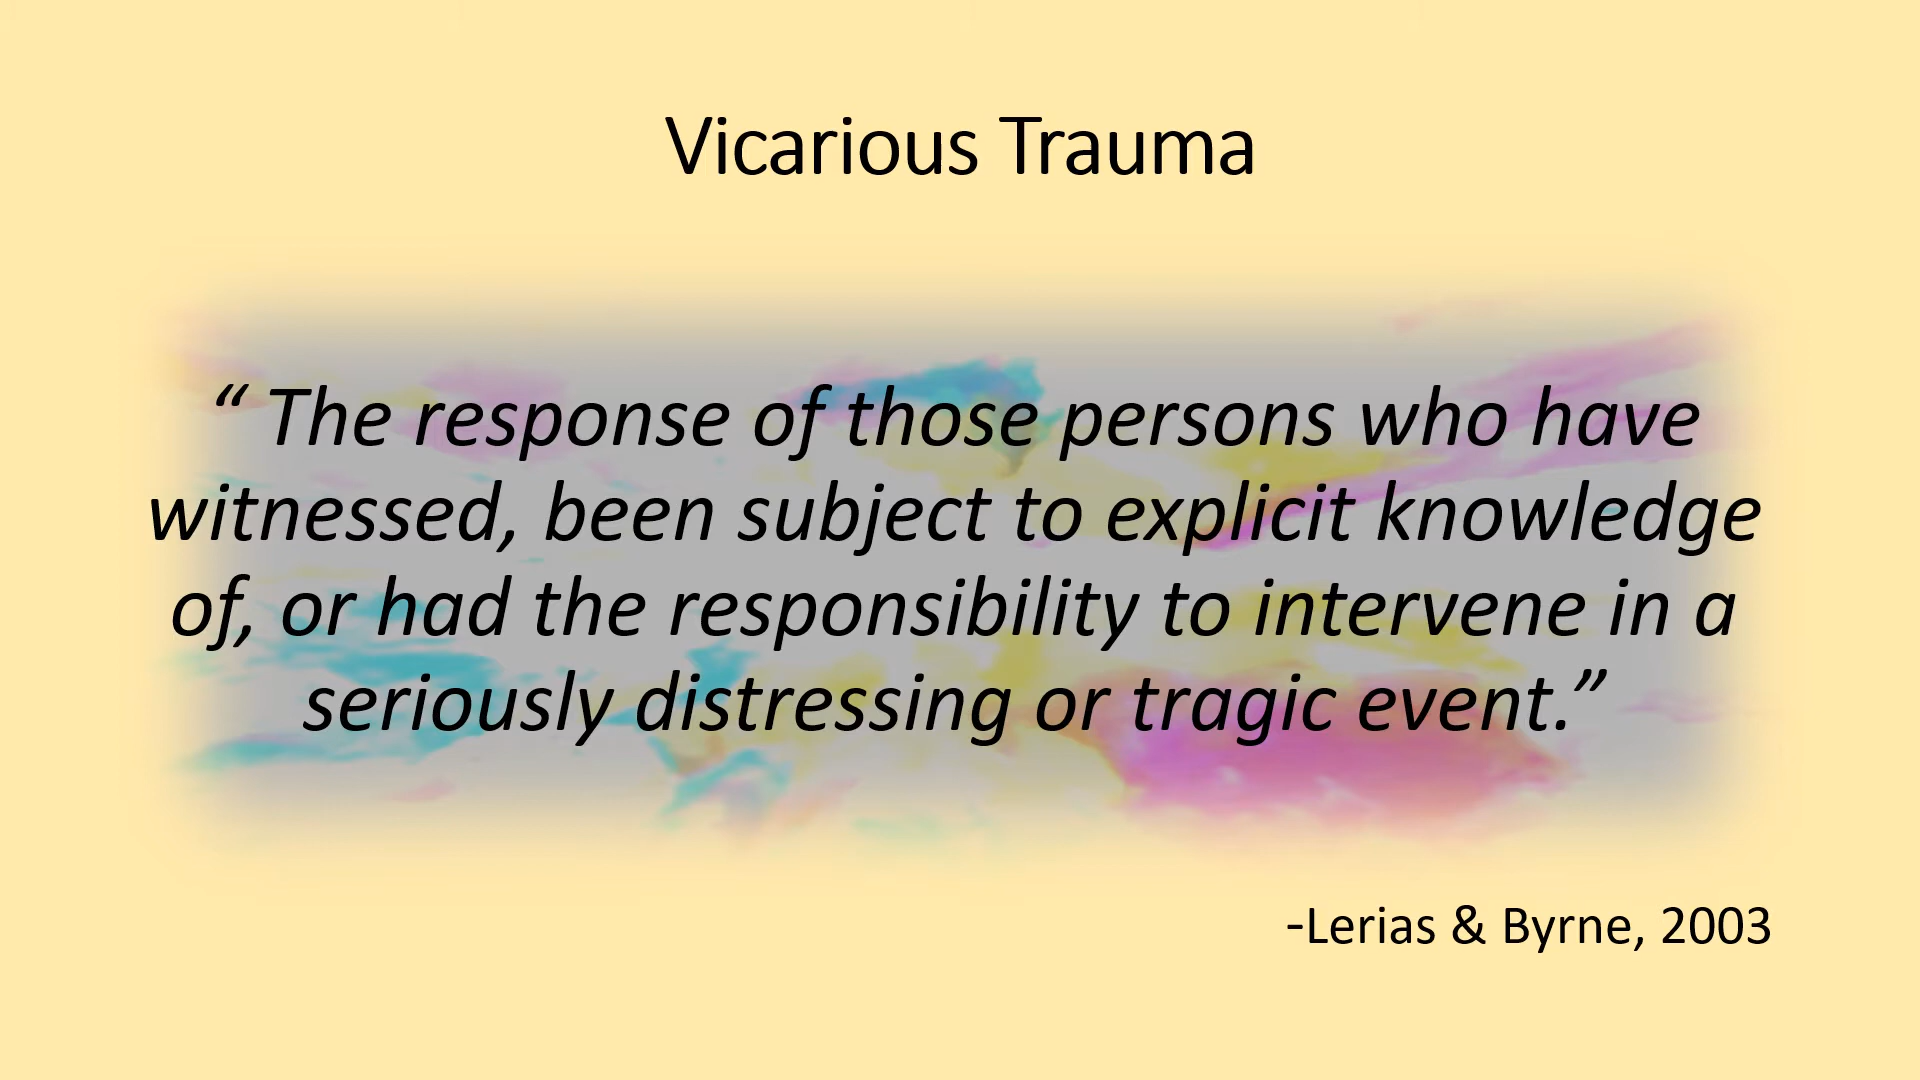 Vicarious Trauma
“ The response of those persons who have
witnessed, been subject to explicit knowledge
of, or had the responsibility to intervene in a
seriously distressing or tragic event.”
-Lerias & Byrne, 2003